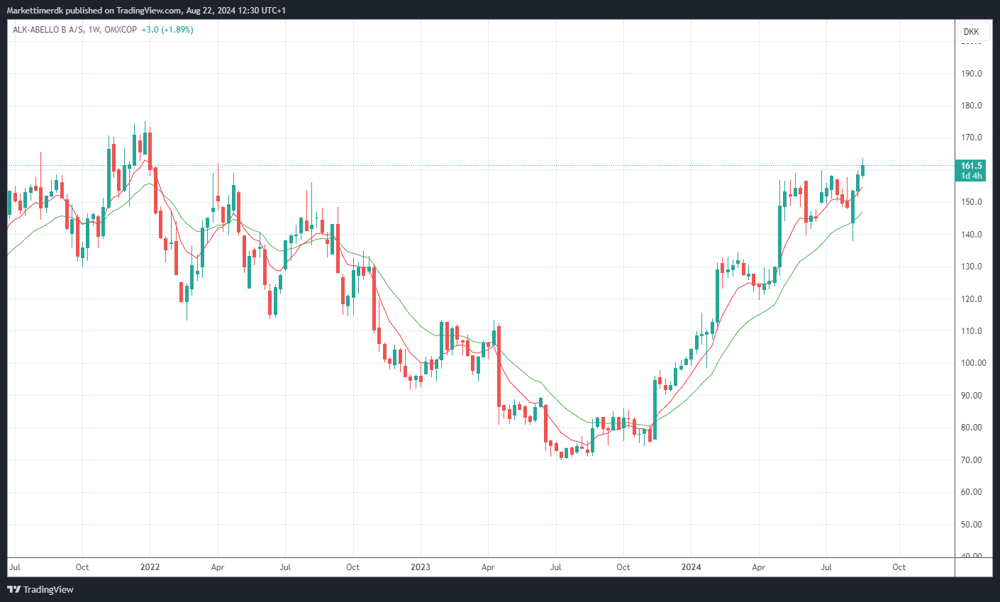 Markettimerdk published on TradingView.com, Aug 22, 2024 12:30 UTC+1
ALK-ABELLO B A/S, 1W, OMXCOP +3.0 (+1.89%)
DKK
190.0
180.0
170.0
161.5
1d 4h
150.0
140.0
130.0
120.0
110.0
100.00
90.00
80.00
70.00
60.00
50.00
40.00
Jul Oct 2022 Apr Jul Oct 2023 Apr Jul Oct 2024 Apr Jul Oct
TradingView